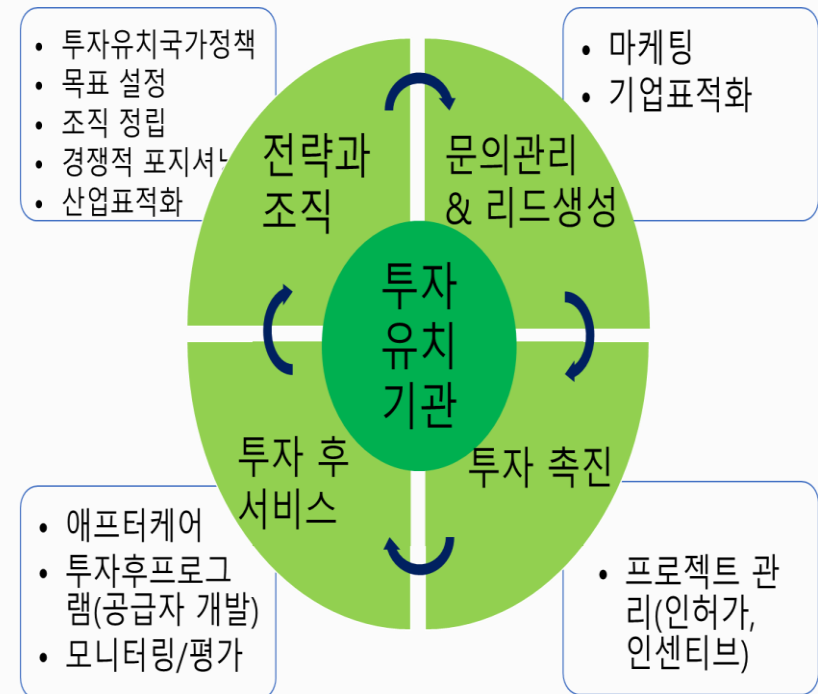 • 투자유치국가정책
• 목표 설정
• 조직 정립
• 경쟁적 포지셔
• 산업표적화
전략과
조직
문의관리
& 리드생성
• 마케팅
• 기업표적화
투자
유치
기관
투자 후
서비스
투자 촉진
• 애프터케어
• 투자후프로그
램(공급자 개발)
• 모니터링/평가
• 프로젝트 관
리(인허가,
인센티브)